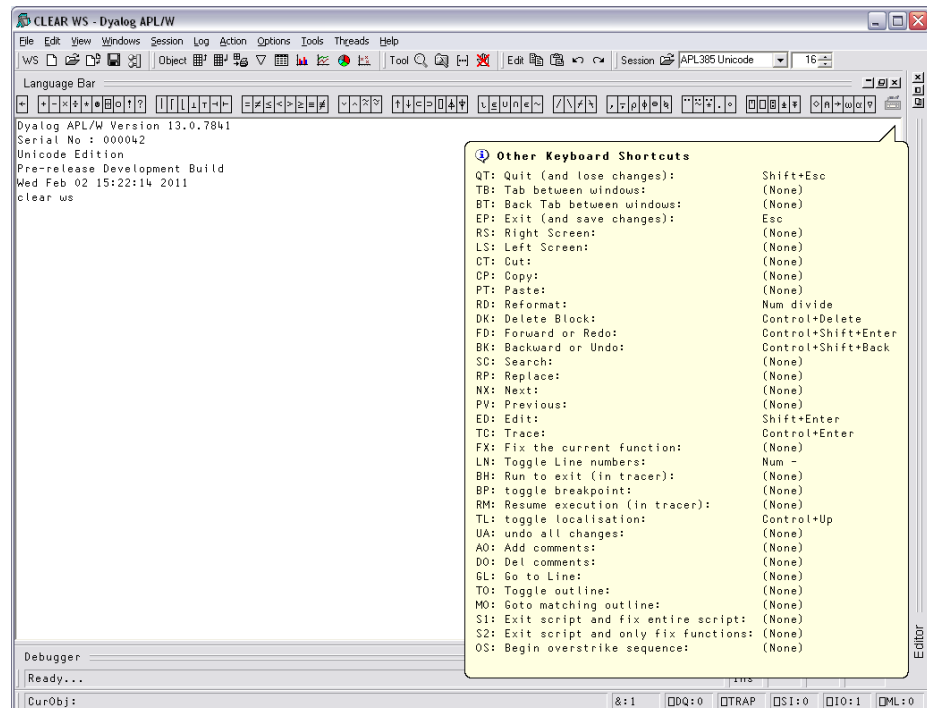 CLEAR WS - Dyalog APL/W
File Edit View Windows Session Log Action Options Tools Threads Help
WS Object Tool Edit Session APL385 Unicode 16
Language Bar
Dyalog APL/W Version 13.0.7841
Serial No : 000042
Unicode Edition
Pre-release Development Build
Wed Feb 02 15:22:14 2011
clear ws
Other Keyboard Shortcuts
QT: Quit (and lose changes): Shift+Esc
TB: Tab between windows: (None)
BT: Back Tab between windows: (None)
EP: Exit (and save changes): Esc
RS: Right Screen: (None)
LS: Left Screen: (None)
CT: Cut: (None)
CP: Copy: (None)
PT: Paste: (None)
RD: Reformat: Num divide
DK: Delete Block: Control+Delete
FD: Forward or Redo: Control+Shift+Enter
BK: Backward or Undo: Control+Shift+Back
SC: Search: (None)
RP: Replace: (None)
NX: Next: (None)
PV: Previous: (None)
ED: Edit: Shift+Enter
TC: Trace: Control+Enter
FX: Fix the current function: (None)
LN: Toggle Line numbers: Num -
BH: Run to exit (in tracer): (None)
BP: toggle breakpoint: (None)
RM: Resume execution (in tracer): (None)
TL: toggle localisation: Control+Up
UA: undo all changes: (None)
AO: Add comments: (None)
DO: Del comments: (None)
GL: Go to Line: (None)
TO: Toggle outline: (None)
MO: Goto matching outline: (None)
S1: Exit script and fix entire script: (None)
S2: Exit script and only fix functions: (None)
OS: Begin overstrike sequence: (None)
Editor
Debugger
Ready...
Ins
CurObj: &:1 ⎕DQ:0 ⎕TRAP ⎕SI:0 ⎕IO:1 ⎕ML:0